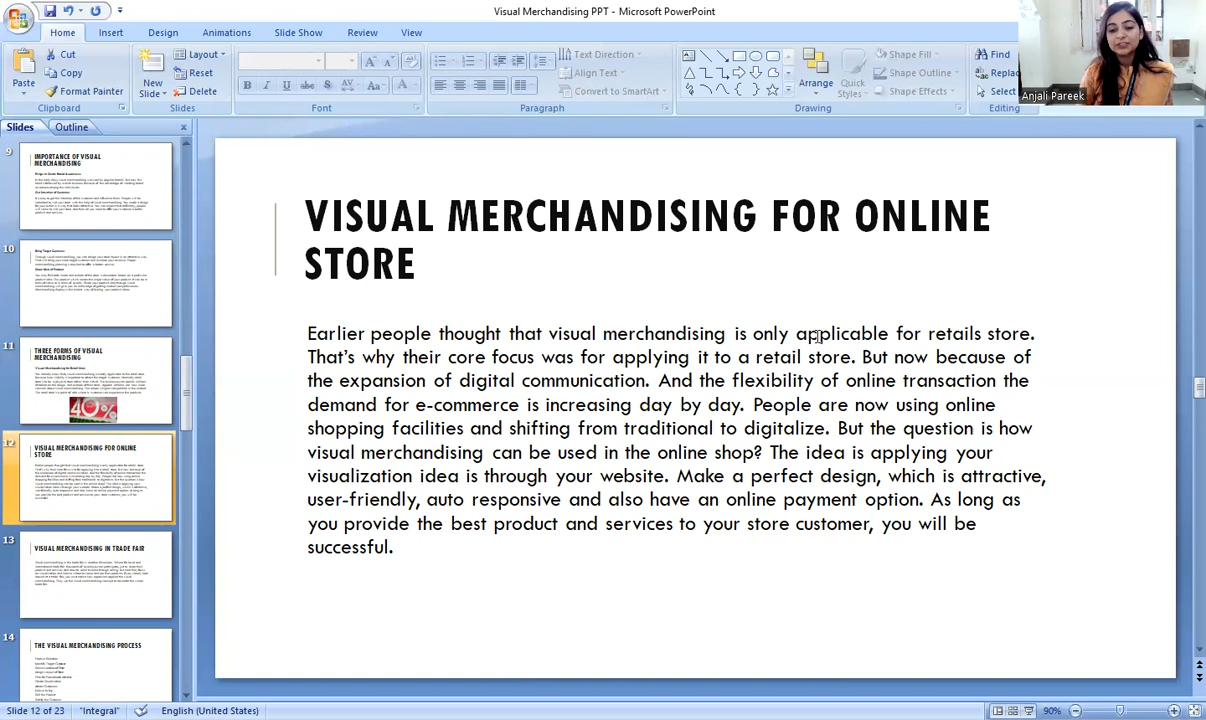 Visual Merchandising PPT - Microsoft PowerPoint
Home Insert Design Animations Slide Show Review View
Cut
Copy
Format Painter
Paste
Clipboard
New
Slide
Layout
Reset
Delete
Slides
B I U abc S AV Aa A
Font
Text Direction
Align Text
Convert to SmartArt
Paragraph
Arrange
Quick
Styles
Shape Fill
Shape Outline
Shape Effects
Drawing
Find
Replac
Select
Editing
Anjali Pareek
Slides Outline
9
IMPORTANCE OF VISUAL
MERCHANDISING
10
11
THREE FORMS OF VISUAL
MERCHANDISING
40%
12
VISUAL MERCHANDISING FOR ONLINE
STORE
13
VISUAL MERCHANDISING IN TRADE FAIR
14
THE VISUAL MERCHANDISING PROCESS
VISUAL MERCHANDISING FOR ONLINE
STORE
Earlier people thought that visual merchandising is only applicable for retails store.
That's why their core focus was for applying it to a retail store. But now because of
the expansion of digital communication. And the flexibility of online transaction the
demand for e-commerce is increasing day by day. People are now using online
shopping facilities and shifting from traditional to digitalize. But the question is how
visual merchandising can be used in the online shop? The idea is applying your
visualization idea is through your website. Make a perfect design, which is attractive,
user-friendly, auto responsive and also have an online payment option. As long as
you provide the best product and services to your store customer, you will be
successful.
Slide 12 of 23 "Integral" English (United States) 90%